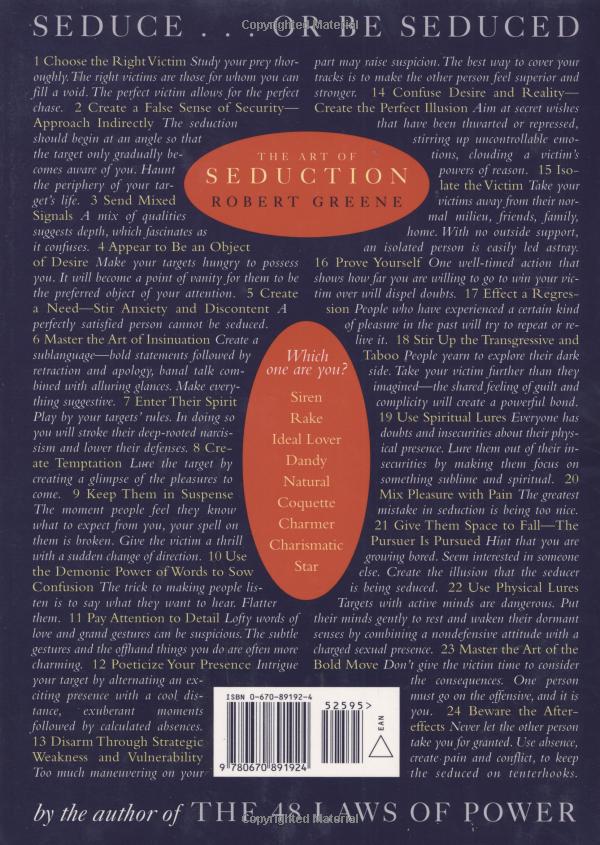 SEDUCE . . . OR BE SEDUCED
Copyrighted Material
1 Choose the Right Victim Study your prey thor-
oughly. The right victims are those for whom you can
fill a void. The perfect victim allows for the perfect
chase. 2 Create a False Sense of Security—
Approach Indirectly The seduction
should begin at an angle so that
the target only gradually be-
comes aware of you. Haunt
the periphery of your tar-
get's life. 3 Send Mixed
Signals A mix of qualities
suggests depth, which fascinates as
it confuses. 4 Appear to Be an Object
of Desire Make your targets hungry to possess
you. It will become a point of vanity for them to be
the preferred object of your attention. 5 Create
a Need—Stir Anxiety and Discontent A
perfectly satisfied person cannot be seduced.
6 Master the Art of Insinuation Create a
sublanguage—bold statements followed by
retraction and apology, banal talk com-
bined with alluring glances. Make every-
thing suggestive. 7 Enter Their Spirit
Play by your targets' rules. In doing so
you will stroke their deep-rooted narcis-
sism and lower their defenses. 8 Cre-
ate Temptation Lure the target by
creating a glimpse of the pleasures to
come. 9 Keep Them in Suspense
The moment people feel they know
what to expect from you, your spell on
them is broken. Give the victim a thrill
with a sudden change of direction. 10 Use
the Demonic Power of Words to Sow
Confusion The trick to making people lis-
ten is to say what they want to hear. Flatter
them. 11 Pay Attention to Detail Lofty words of
love and grand gestures can be suspicious. The subtle
gestures and the offhand things you do are often more
charming. 12 Poeticize Your Presence Intrigue
your target by alternating an ex-
citing presence with a cool dis-
tance, exuberant moments
followed by calculated absences.
13 Disarm Through Strategic
Weakness and Vulnerability
Too much maneuvering on your
part may raise suspicion. The best way to cover your
tracks is to make the other person feel superior and
stronger. 14 Confuse Desire and Reality—
Create the Perfect Illusion Aim at secret wishes
that have been thwarted or repressed,
stirring up uncontrollable emo-
tions, clouding a victim's
powers of reason. 15 Iso-
late the Victim Take your
victims away from their nor-
mal milieu, friends, family,
home. With no outside support,
an isolated person is easily led astray.
16 Prove Yourself One well-timed action that
shows how far you are willing to go to win your vic-
tim over will dispel doubts. 17 Effect a Regres-
sion People who have experienced a certain kind
of pleasure in the past will try to repeat or re-
live it. 18 Stir Up the Transgressive and
Taboo People yearn to explore their dark
side. Take your victim further than they
imagined—the shared feeling of guilt and
complicity will create a powerful bond.
19 Use Spiritual Lures Everyone has
doubts and insecurities about their phys-
ical presence. Lure them out of their in-
securities by making them focus on
something sublime and spiritual. 20
Mix Pleasure with Pain The greatest
mistake in seduction is being too nice.
21 Give Them Space to Fall—The
Pursuer Is Pursued Hint that you are
growing bored. Seem interested in someone
else. Create the illusion that the seducer
is being seduced. 22 Use Physical Lures
Targets with active minds are dangerous. Put
their minds gently to rest and waken their dormant
senses by combining a nondefensive attitude with a
charged sexual presence. 23 Master the Art of the
Bold Move Don't give the victim time to consider
the consequences. One person
must go on the offensive, and it is
you. 24 Beware the After-
effects Never let the other person
take you for granted. Use absence,
create pain and conflict, to keep
the seduced on tenterhooks.
THE ART OF
SEDUCTION
ROBERT GREENE
Which
one are you?
Siren
Rake
Ideal Lover
Dandy
Natural
Coquette
Charmer
Charismatic
Star
ISBN 0-670-89192-4
52595>
EAN
9 780670 891924
by the author of THE 48 LAWS OF POWER
Copyrighted Material